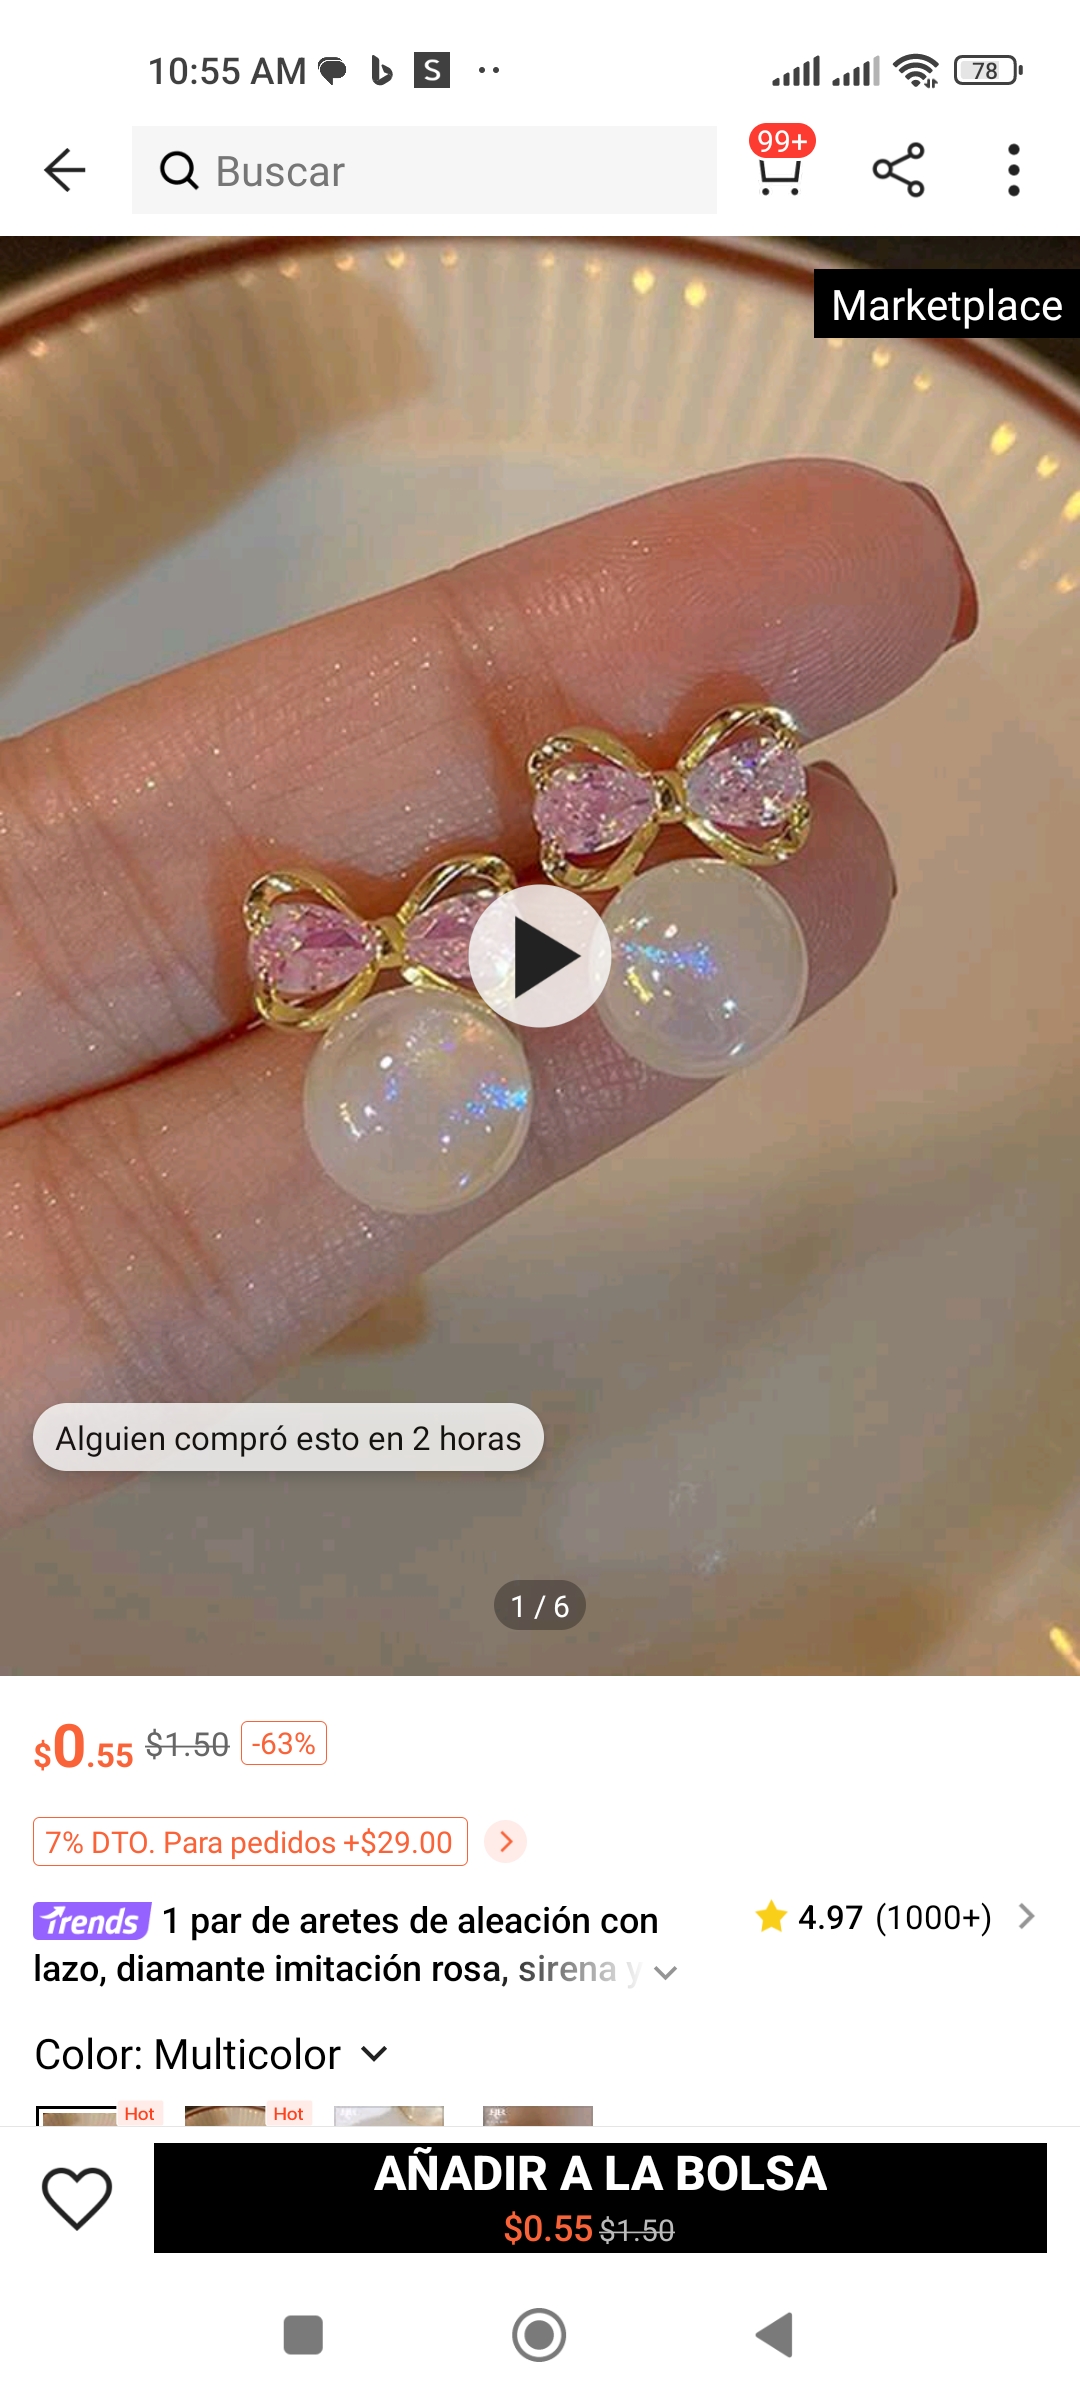 10:55 AM
S
78
Buscar
99+
Marketplace
Alguien compró esto en 2 horas
1 / 6
$0.55 $1.50 -63%
7% DTO. Para pedidos +$29.00
Trends 1 par de aretes de aleación con
lazo, diamante imitación rosa, sirena y
4.97 (1000+)
Color: Multicolor
Hot
Hot
AÑADIR A LA BOLSA
$0.55 $1.50